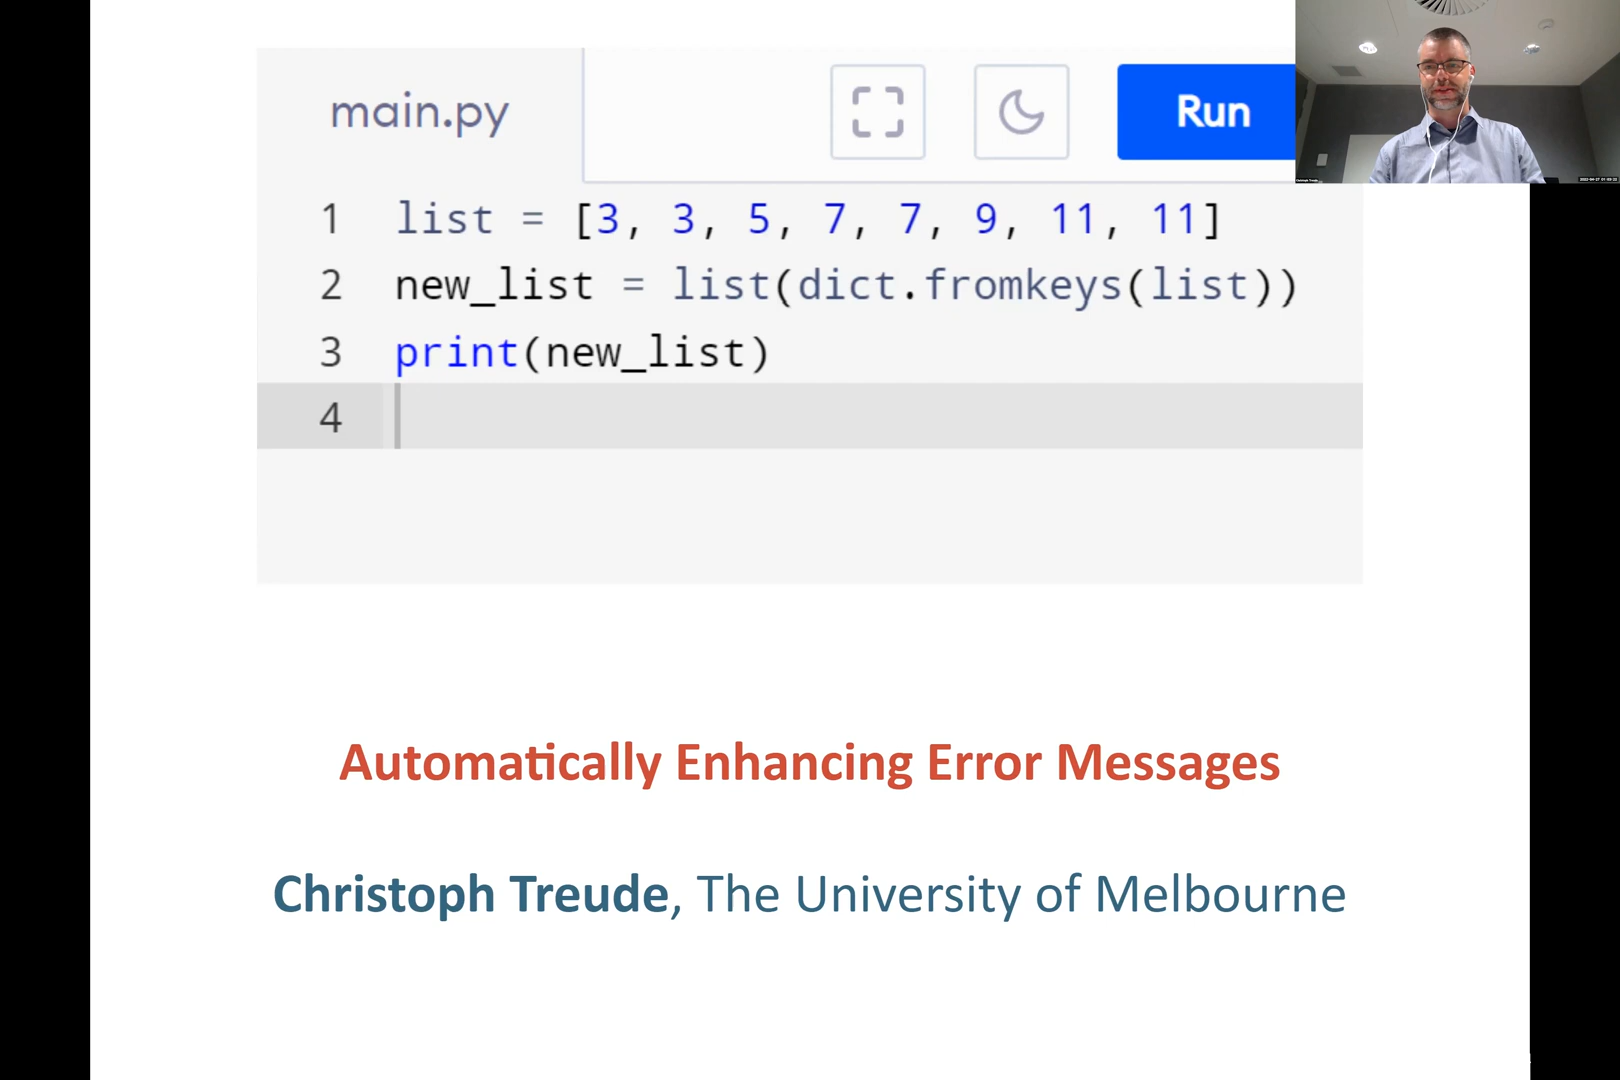 main.py
Run
1 list = [3, 3, 5, 7, 7, 9, 11, 11]
2 new_list = list(dict.fromkeys(list))
3 print(new_list)
4
Automatically Enhancing Error Messages
Christoph Treude, The University of Melbourne